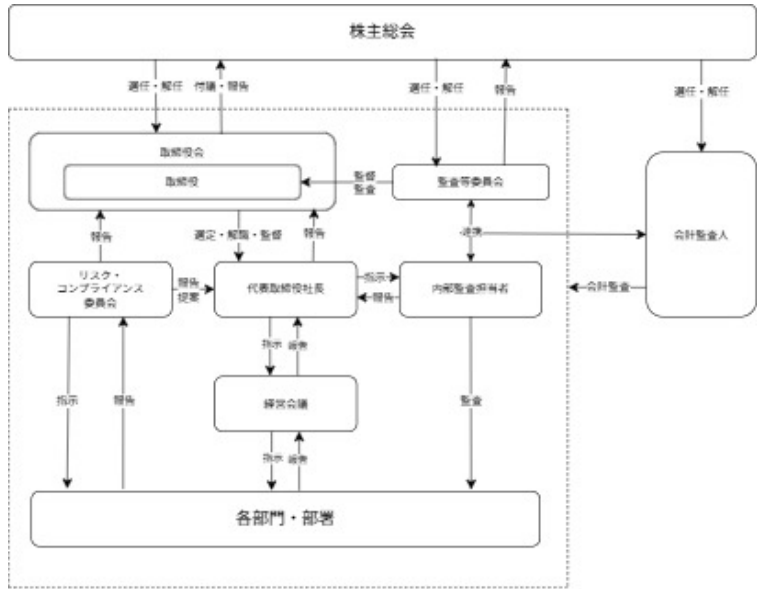 株主総会
選任・解任
付議・報告
選任・解任
報告
選任・解任
取締役会
取締役
監督
監査
監査等委員会
会計監査人
報告
選定・解職・監督
報告
連携
リスク・
コンプライアンス
委員会
報告
提案
代表取締役社長
指示
報告
内部監査担当者
会計監査
指示
報告
指示
報告
経営会議
監査
指示
報告
各部門・部署